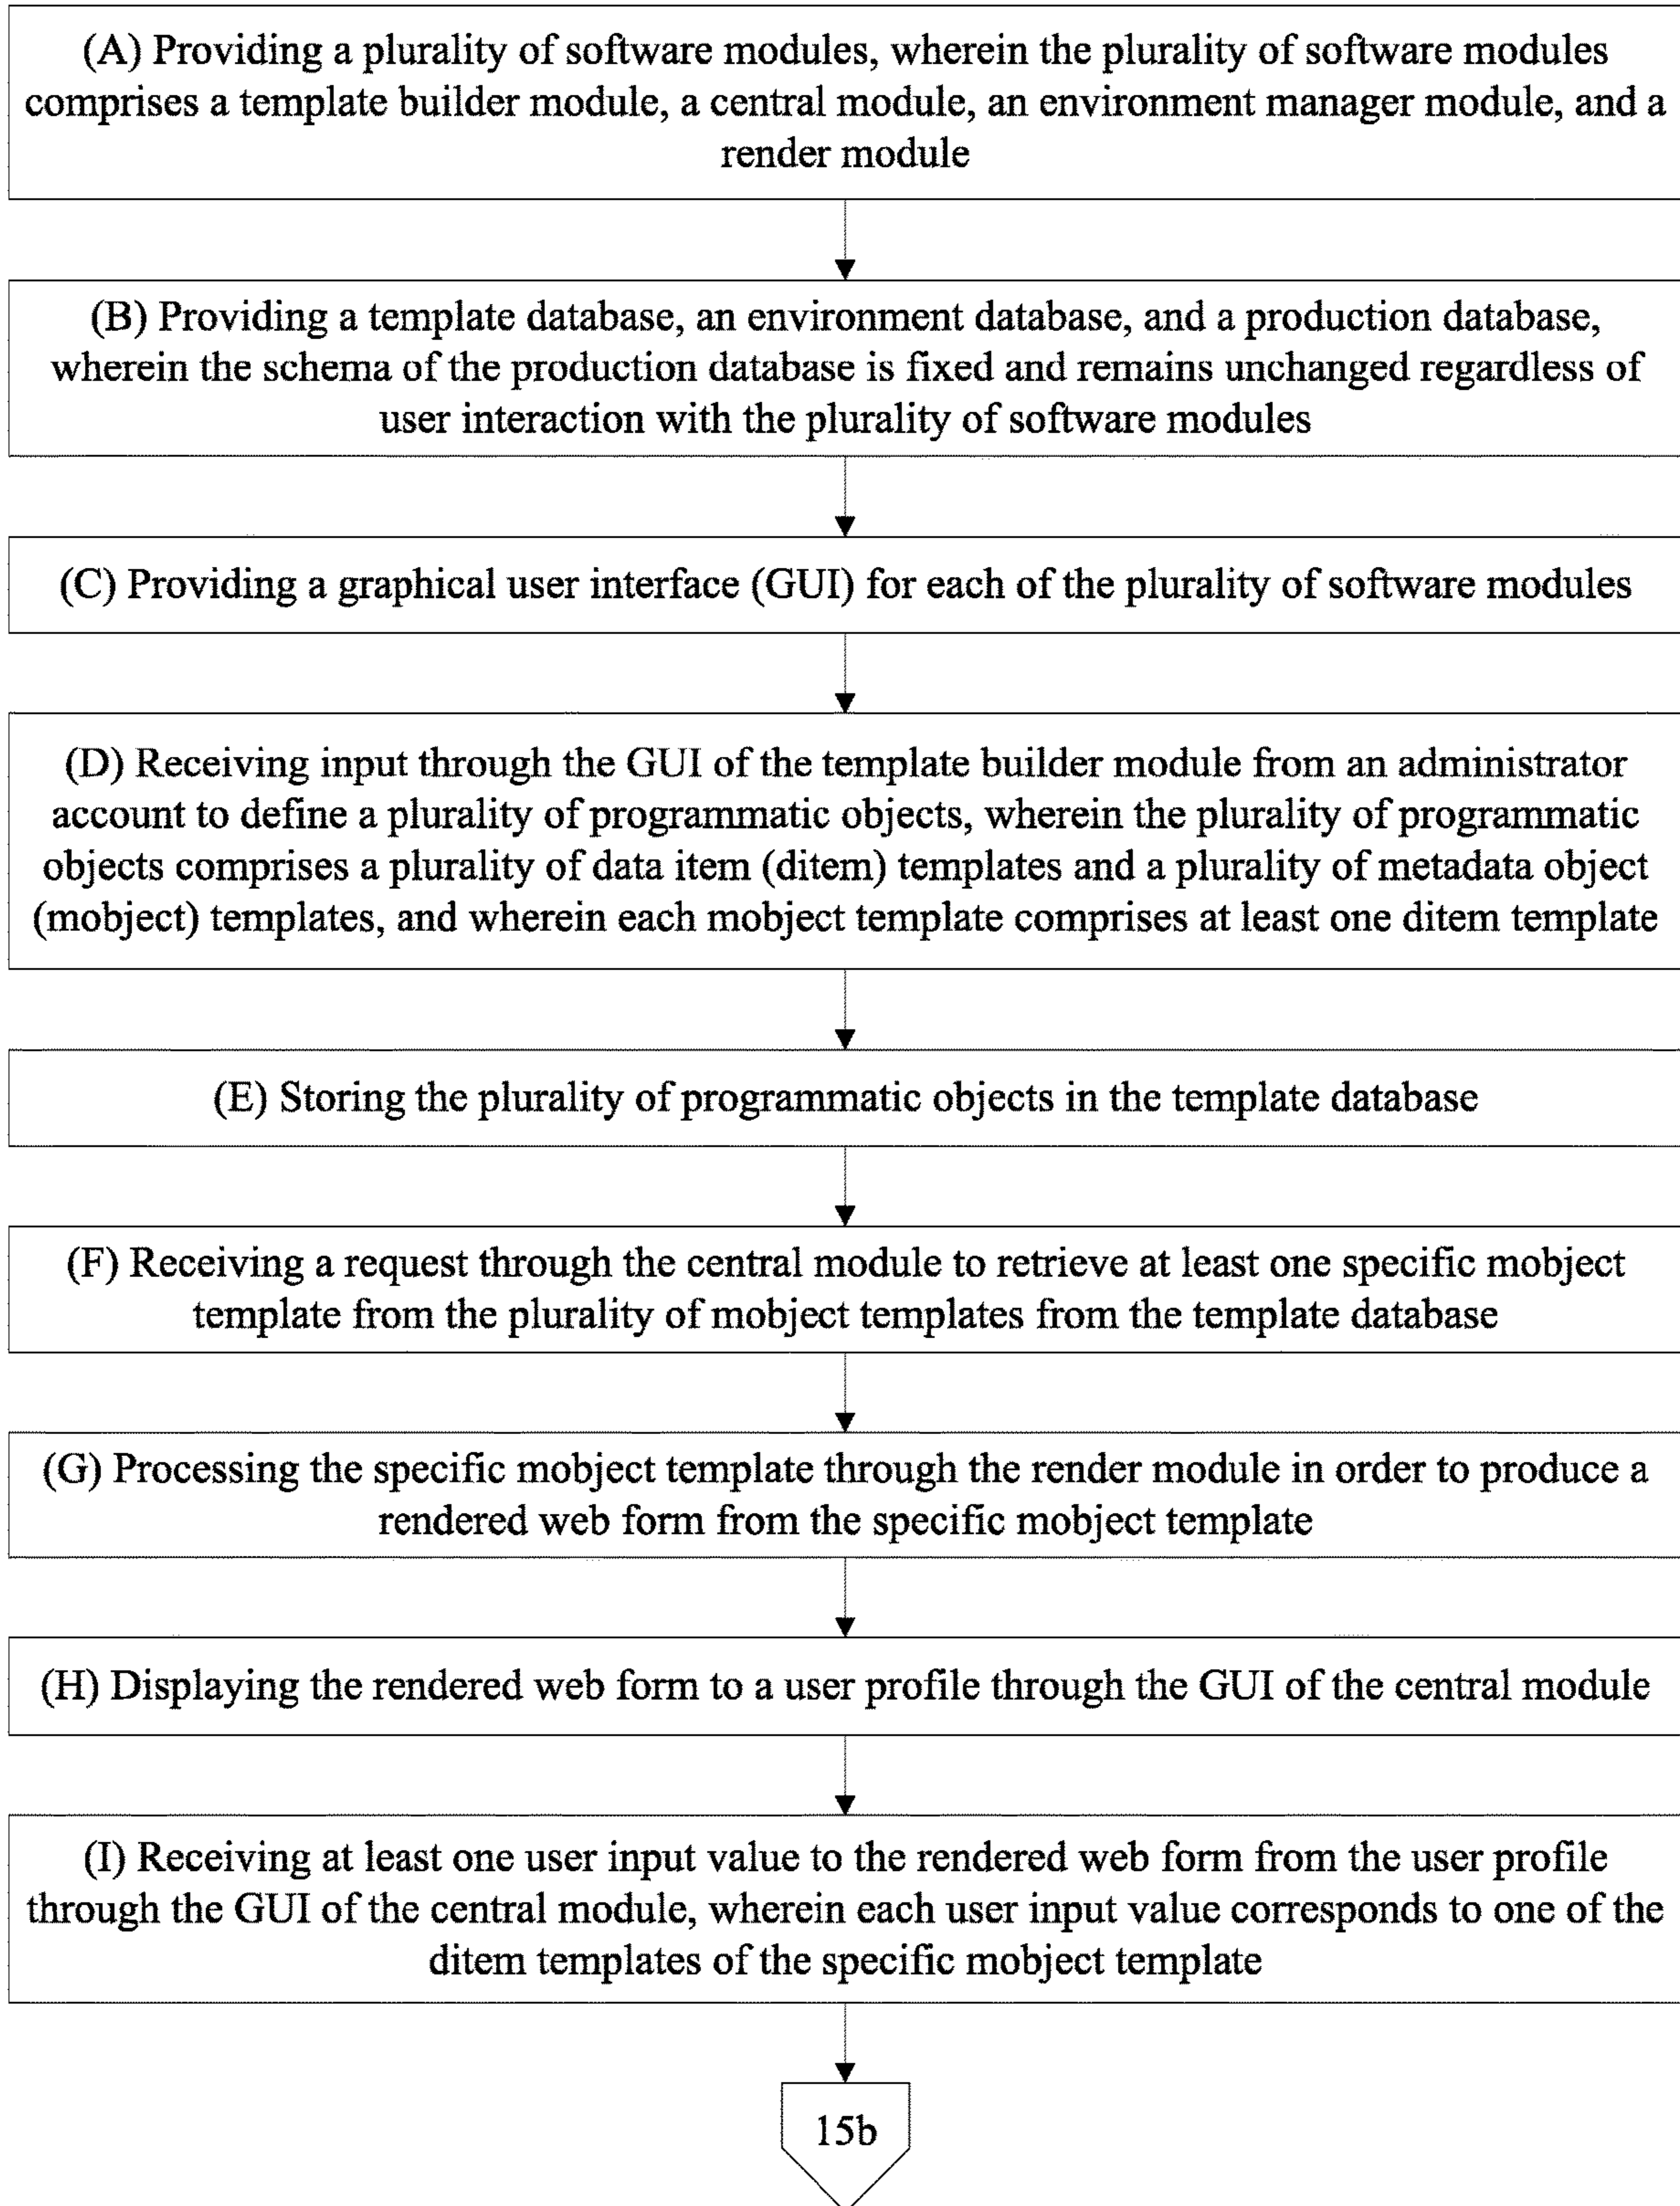 (A) Providing a plurality of software modules, wherein the plurality of software modules
comprises a template builder module, a central module, an environment manager module, and a
render module
(B) Providing a template database, an environment database, and a production database,
wherein the schema of the production database is fixed and remains unchanged regardless of
user interaction with the plurality of software modules
(C) Providing a graphical user interface (GUI) for each of the plurality of software modules
(D) Receiving input through the GUI of the template builder module from an administrator
account to define a plurality of programmatic objects, wherein the plurality of programmatic
objects comprises a plurality of data item (ditem) templates and a plurality of metadata object
(mobject) templates, and wherein each mobject template comprises at least one ditem template
(E) Storing the plurality of programmatic objects in the template database
(F) Receiving a request through the central module to retrieve at least one specific mobject
template from the plurality of mobject templates from the template database
(G) Processing the specific mobject template through the render module in order to produce a
rendered web form from the specific mobject template
(H) Displaying the rendered web form to a user profile through the GUI of the central module
(I) Receiving at least one user input value to the rendered web form from the user profile
through the GUI of the central module, wherein each user input value corresponds to one of the
ditem templates of the specific mobject template
15b